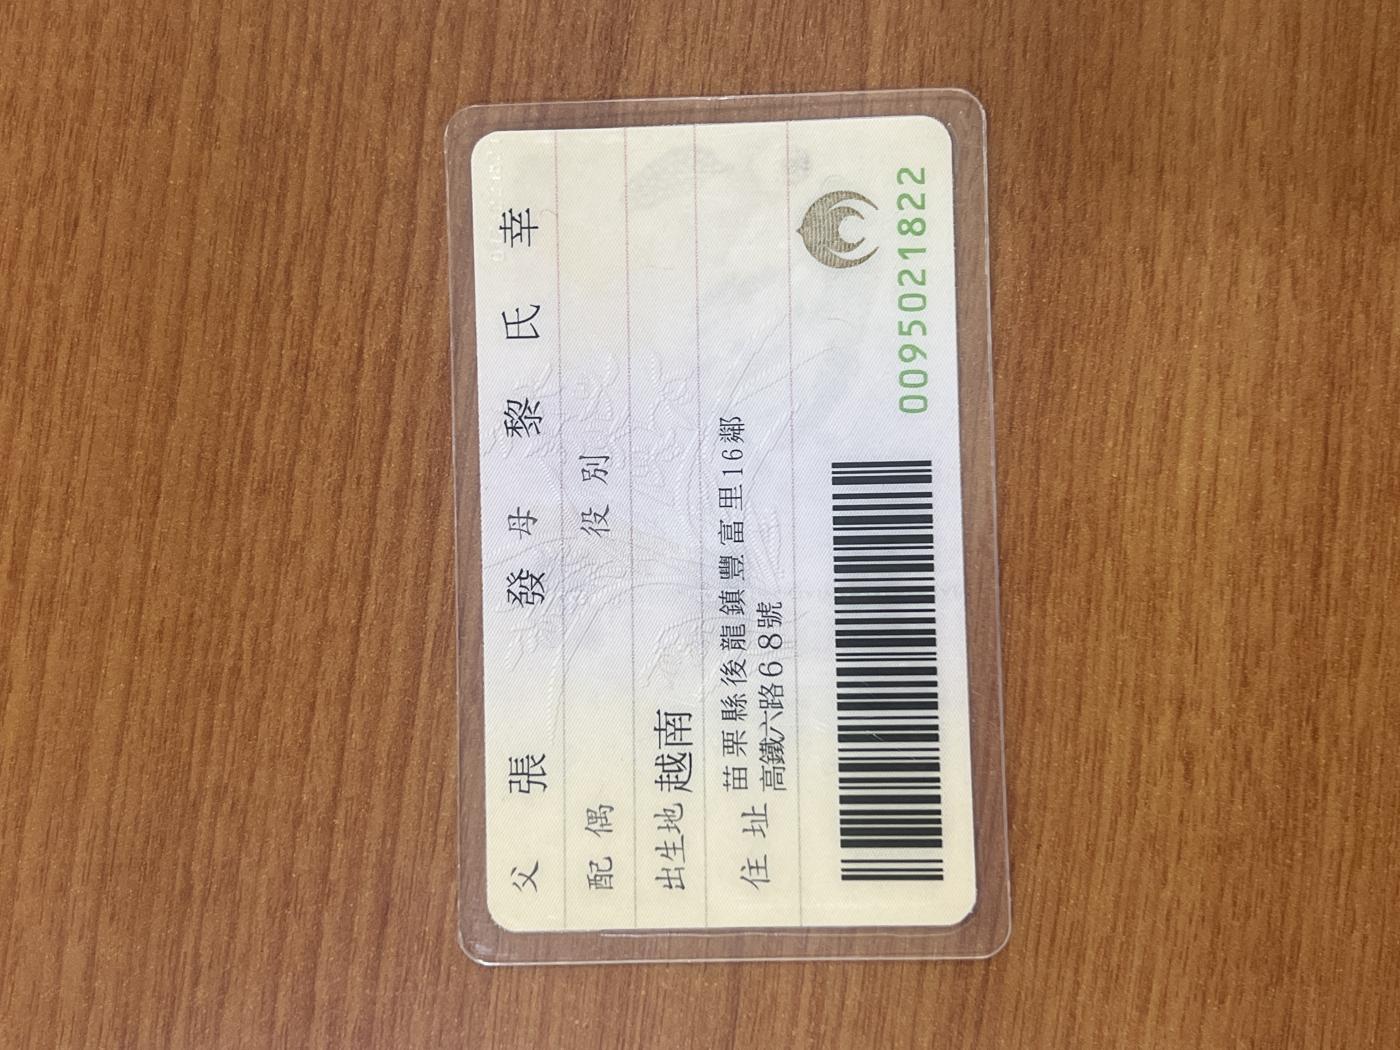 父 張發 母 黎氏幸
配偶 役別
出生地 越南
住址 苗栗縣後龍鎮豐富里16鄰
高鐵六路68號
0095021822